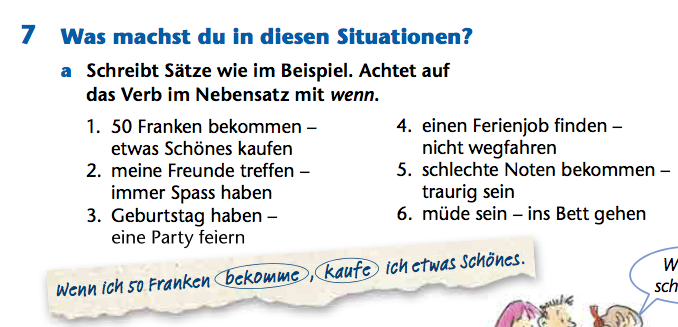 7 Was machst du in diesen Situationen?
a Schreibt Sätze wie im Beispiel. Achtet auf
das Verb im Nebensatz mit wenn.
1. 50 Franken bekommen –
etwas Schönes kaufen
2. meine Freunde treffen –
immer Spass haben
3. Geburtstag haben –
eine Party feiern
4. einen Ferienjob finden –
nicht wegfahren
5. schlechte Noten bekommen –
traurig sein
6. müde sein – ins Bett gehen
Wenn ich 50 Franken bekomme, kaufe ich etwas Schönes.